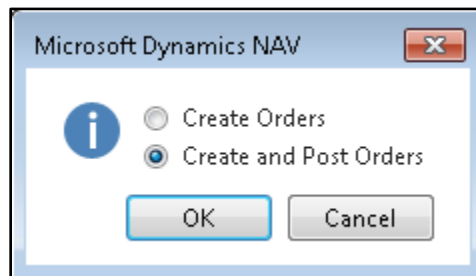 Microsoft Dynamics NAV
Create Orders
Create and Post Orders
OK Cancel